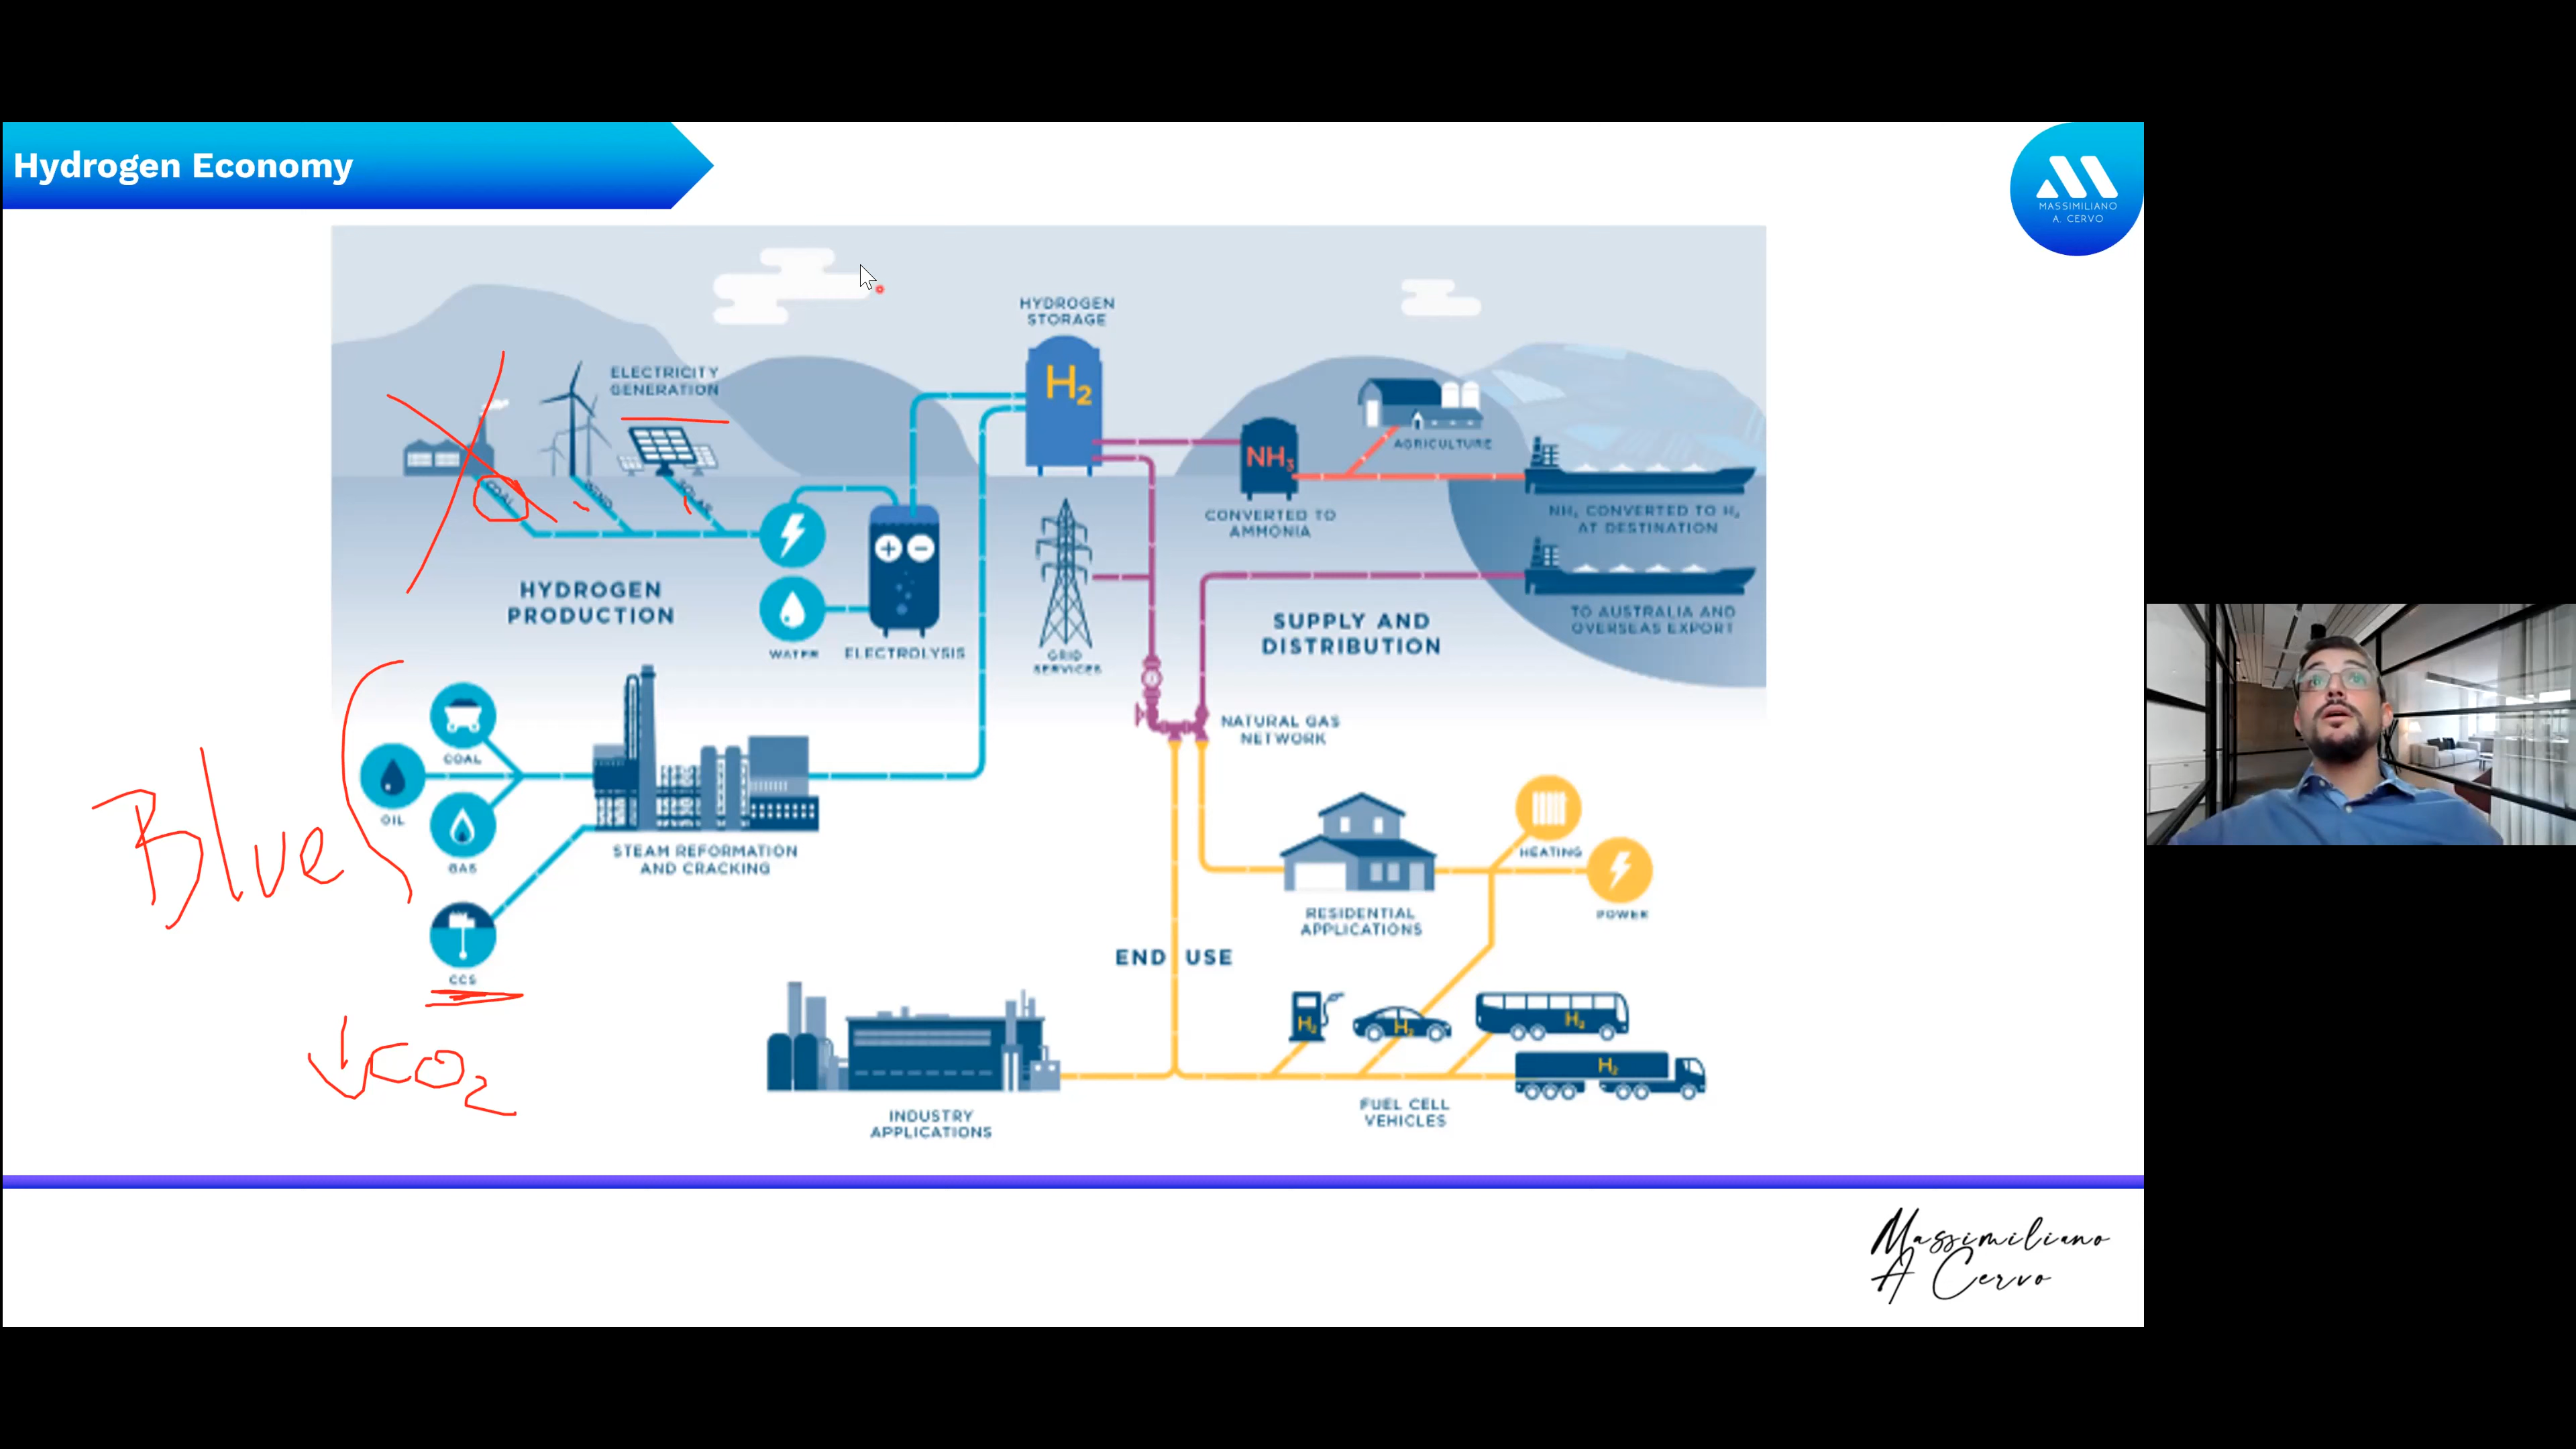 Hydrogen Economy
MASSIMILIANO
A. CERVO
HYDROGEN
STORAGE
H₂
ELECTRICITY
GENERATION
COAL
WIND
SOLAR
NH₃
AGRICULTURE
CONVERTED TO
AMMONIA
NH₃ CONVERTED TO H₂
AT DESTINATION
HYDROGEN
PRODUCTION
WATER
ELECTROLYSIS
GRID
SERVICES
SUPPLY AND
DISTRIBUTION
TO AUSTRALIA AND
OVERSEAS EXPORT
NATURAL GAS
NETWORK
COAL
OIL
GAS
Blue
STEAM REFORMATION
AND CRACKING
CCS
↓CO₂
HEATING
POWER
RESIDENTIAL
APPLICATIONS
END USE
H₂
H₂
H₂
H₂
FUEL CELL
VEHICLES
INDUSTRY
APPLICATIONS
Massimiliano
A Cervo